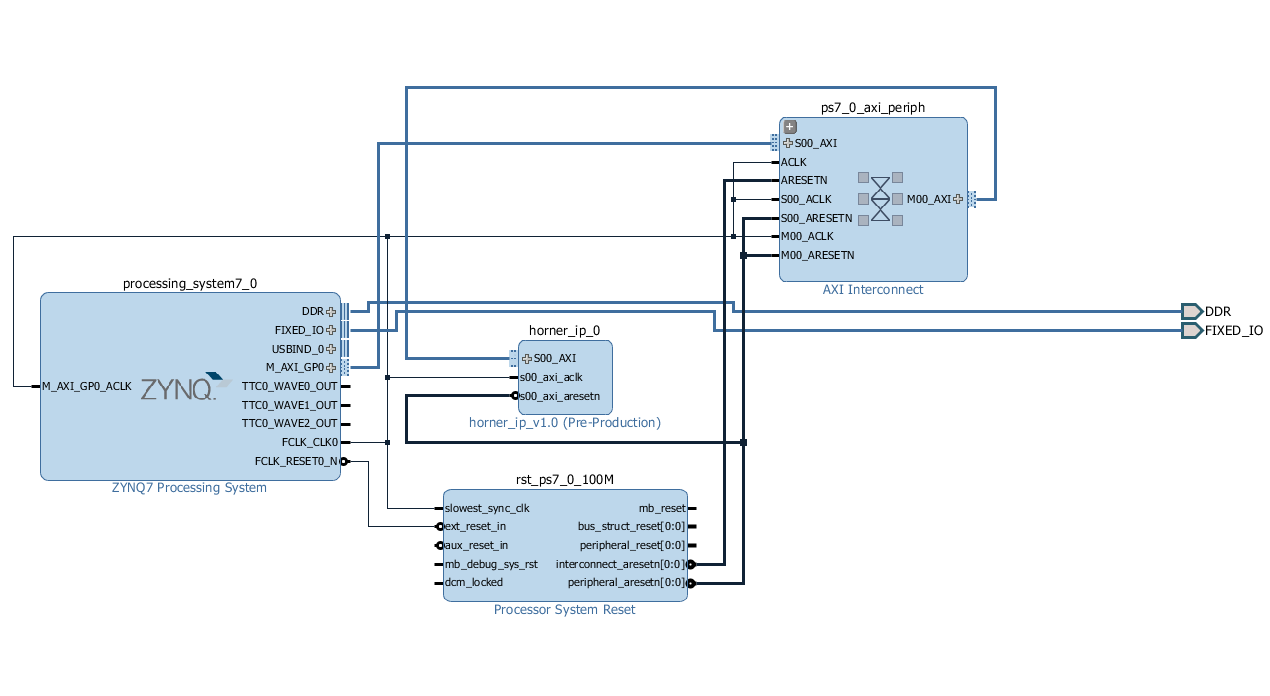 ps7_0_axi_periph
S00_AXI
ACLK
ARESETN
S00_ACLK
M00_AXI
S00_ARESETN
M00_ACLK
M00_ARESETN
AXI Interconnect
processing_system7_0
DDR
FIXED_IO
USBIND_0
M_AXI_GP0
M_AXI_GP0_ACLK
ZYNQ
TTC0_WAVE0_OUT
TTC0_WAVE1_OUT
TTC0_WAVE2_OUT
FCLK_CLK0
FCLK_RESET0_N
ZYNQ7 Processing System
DDR
FIXED_IO
horner_ip_0
S00_AXI
s00_axi_aclk
s00_axi_aresetn
horner_ip_v1.0 (Pre-Production)
rst_ps7_0_100M
slowest_sync_clk
ext_reset_in
aux_reset_in
mb_debug_sys_rst
dcm_locked
mb_reset
bus_struct_reset[0:0]
peripheral_reset[0:0]
interconnect_aresetn[0:0]
peripheral_aresetn[0:0]
Processor System Reset